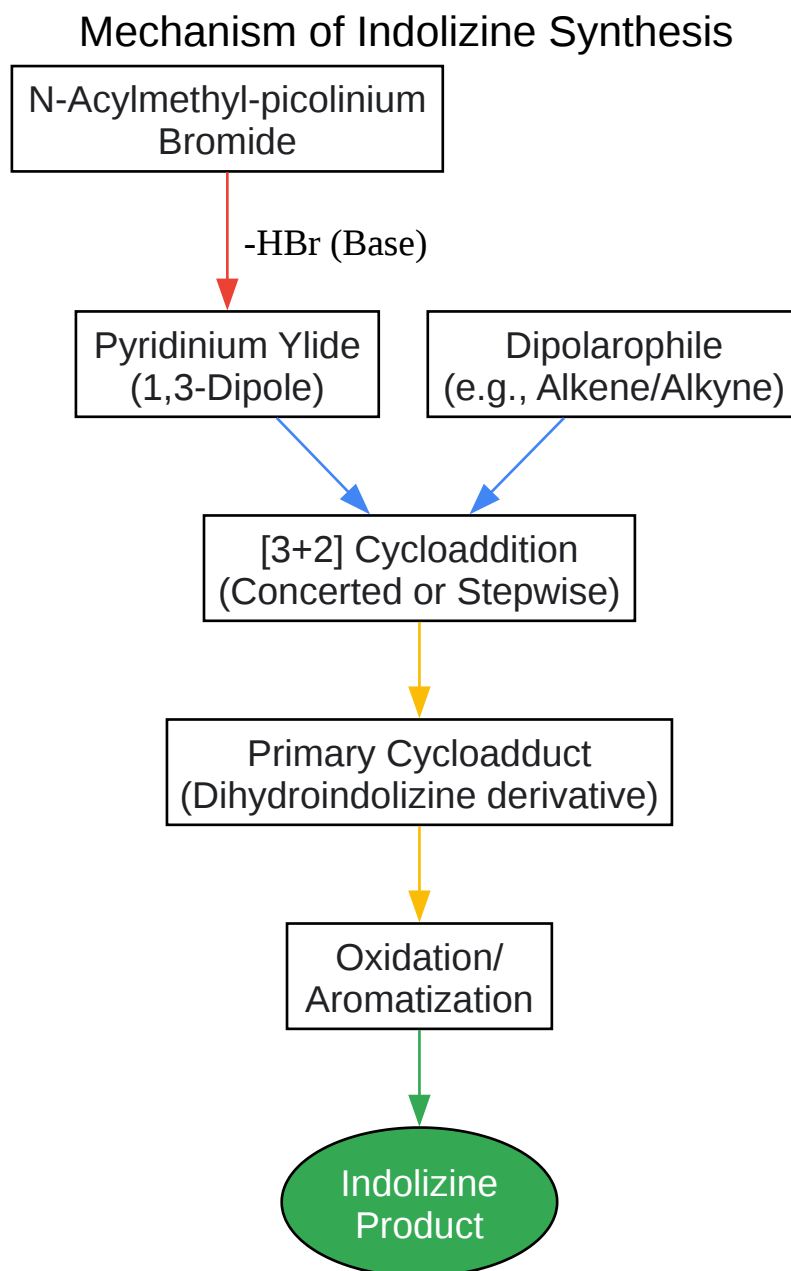 Mechanism of Indolizine Synthesis
N-Acylmethyl-picolinium
Bromide
-HBr (Base)
Pyridinium Ylide
(1,3-Dipole)
Dipolarophile
(e.g., Alkene/Alkyne)
[3+2] Cycloaddition
(Concerted or Stepwise)
Primary Cycloadduct
(Dihydroindolizine derivative)
Oxidation/
Aromatization
Indolizine
Product